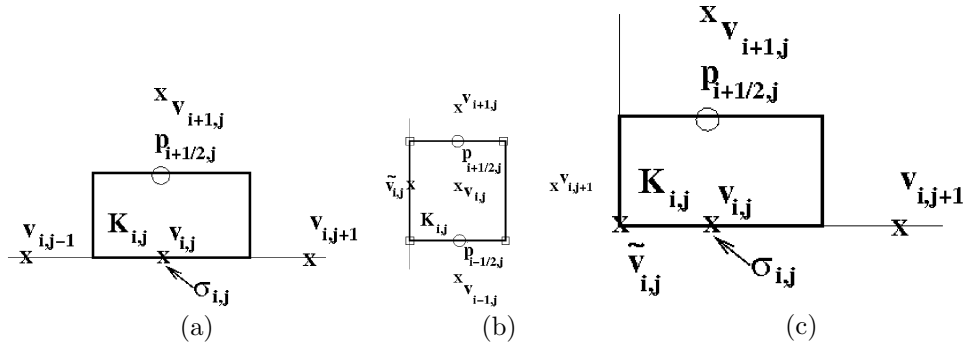 x v_{i+1,j}
p_{i+1/2,j}
K_{i,j}
v_{i,j-1} v_{i,j} v_{i,j+1}
x x x
σ_{i,j}
(a)
x v_{i+1,j}
p_{i+1/2,j}
ṽ_{i,j} x x v_{i,j} x v_{i,j+1}
K_{i,j}
p_{i-1/2,j}
x v_{i-1,j}
(b)
x v_{i+1,j}
p_{i+1/2,j}
K_{i,j} v_{i,j} v_{i,j+1}
x x x
ṽ_{i,j} σ_{i,j}
(c)